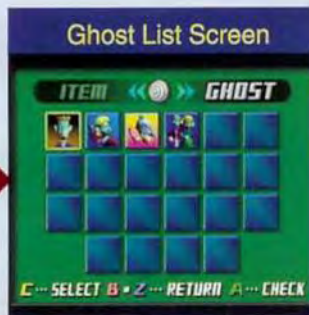 Ghost List Screen
ITEM GHOST
C··· SELECT B • Z··· RETURN A··· CHECK